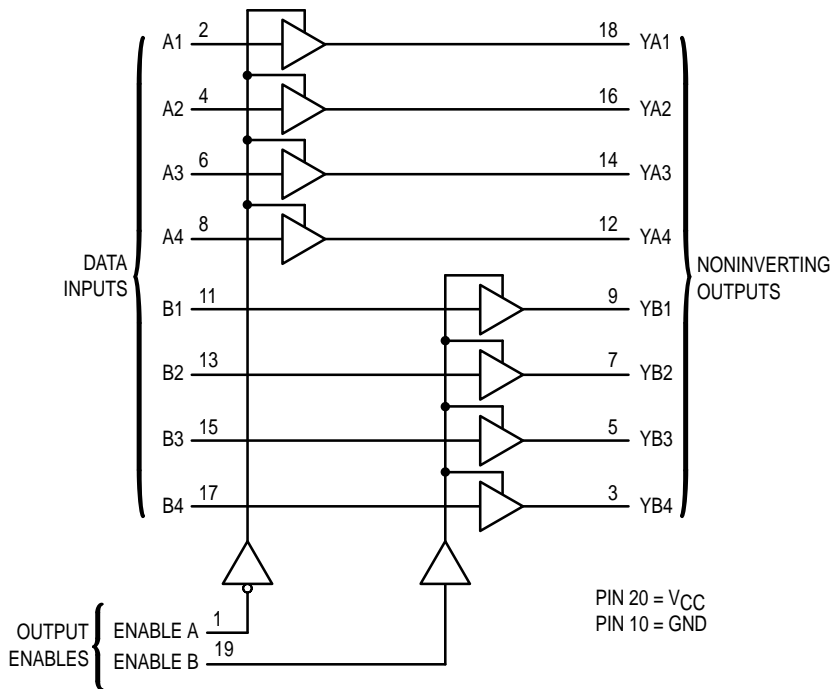 A1 2 18 YA1
A2 4 16 YA2
A3 6 14 YA3
A4 8 12 YA4
DATA
INPUTS
NONINVERTING
OUTPUTS
B1 11 9 YB1
B2 13 7 YB2
B3 15 5 YB3
B4 17 3 YB4
OUTPUT
ENABLES
ENABLE A 1
ENABLE B 19
PIN 20 = VCC
PIN 10 = GND